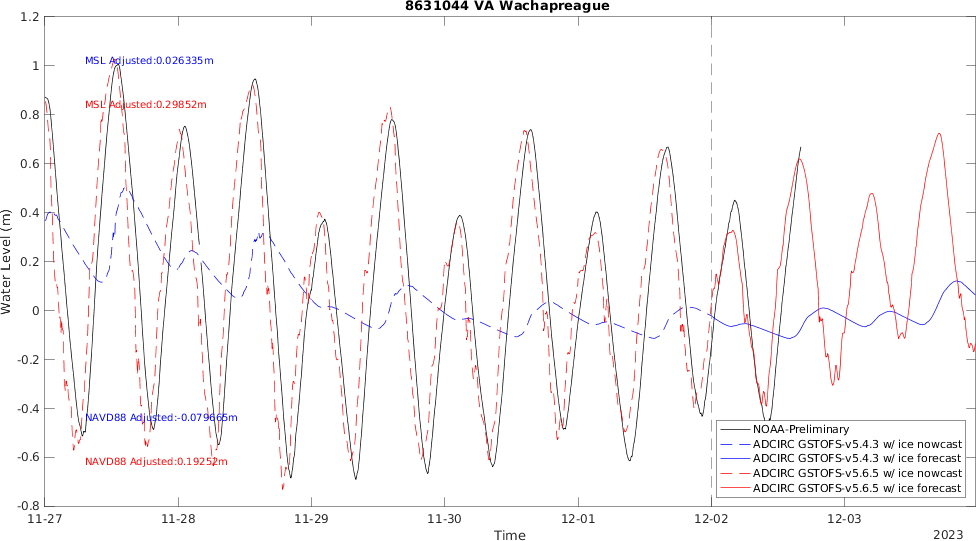 8631044 VA Wachapreague
1.2
1
0.8
0.6
0.4
0.2
0
-0.2
-0.4
-0.6
-0.8
Water Level (m)
MSL Adjusted:0.026335m
MSL Adjusted:0.29852m
NAVD88 Adjusted:-0.079665m
NAVD88 Adjusted:0.19252m
NOAA-Preliminary
ADCIRC GSTOFS-v5.4.3 w/ ice nowcast
ADCIRC GSTOFS-v5.4.3 w/ ice forecast
ADCIRC GSTOFS-v5.6.5 w/ ice nowcast
ADCIRC GSTOFS-v5.6.5 w/ ice forecast
11-27 11-28 11-29 11-30 12-01 12-02 12-03
Time
2023